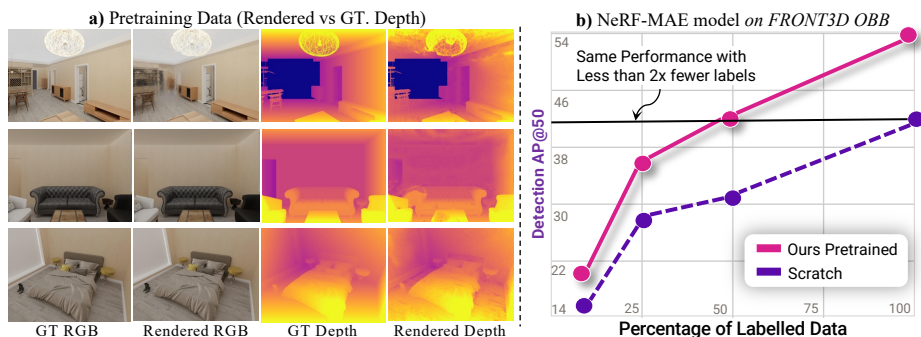 a) Pretraining Data (Rendered vs GT. Depth)
GT RGB
Rendered RGB
GT Depth
Rendered Depth
b) NeRF-MAE model on FRONT3D OBB
54
46
38
30
22
14
25
50
75
100
Same Performance with
Less than 2x fewer labels
Detection AP@50
Ours Pretrained
Scratch
Percentage of Labelled Data